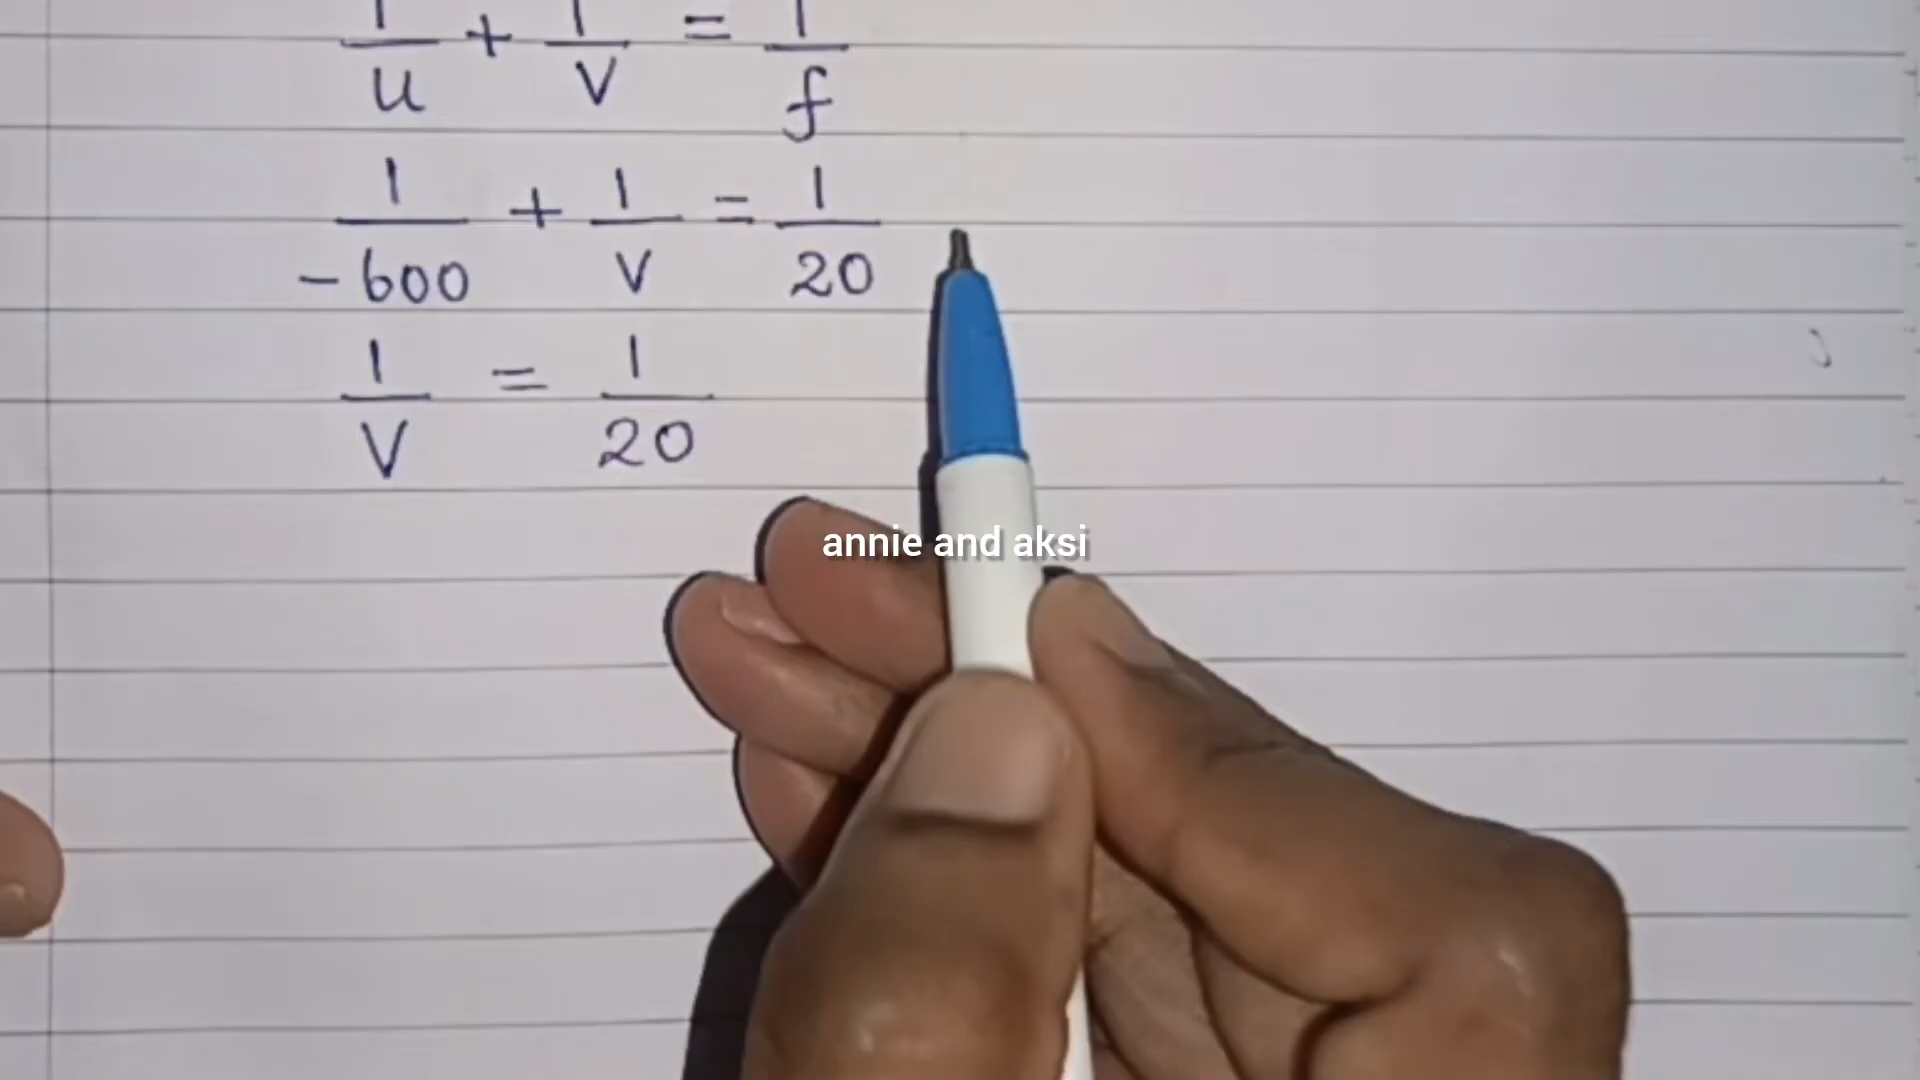 1/u + 1/v = 1/f
1/-600 + 1/v = 1/20
1/v = 1/20
annie and aksi